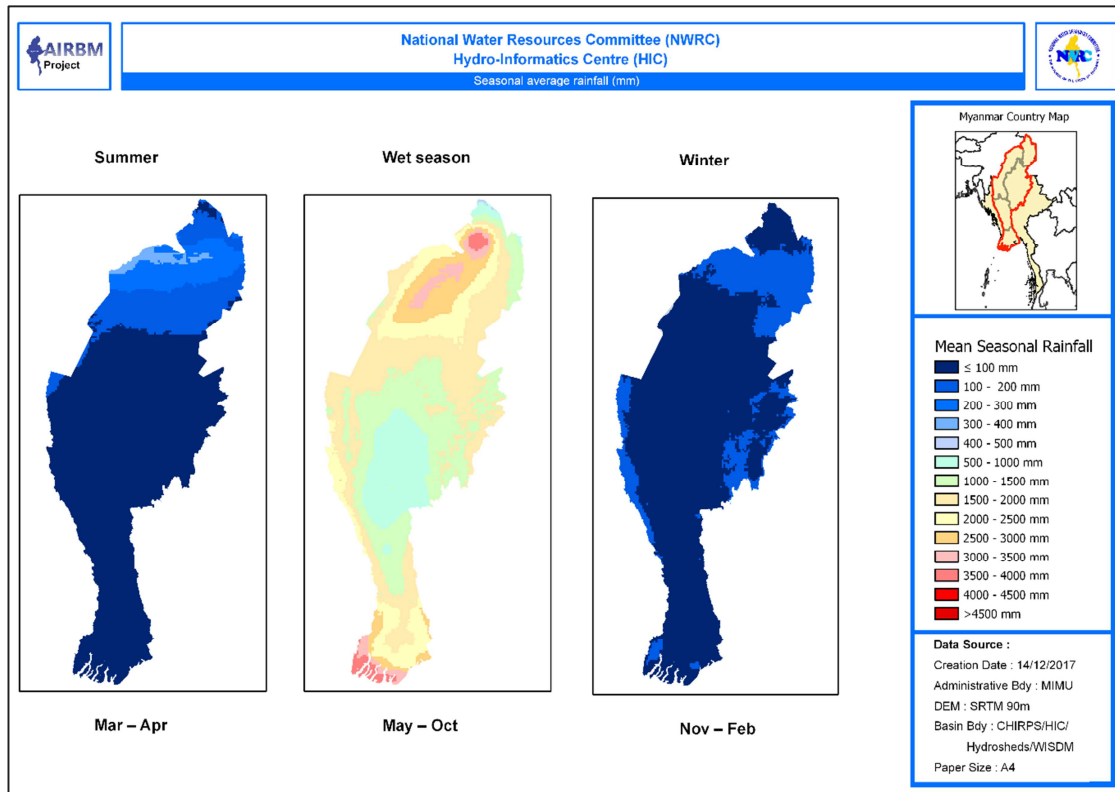 AIRBM
Project
National Water Resources Committee (NWRC)
Hydro-Informatics Centre (HIC)
Seasonal average rainfall (mm)
NWRC
Myanmar Country Map
Summer
Wet season
Winter
Mean Seasonal Rainfall
≤ 100 mm
100 - 200 mm
200 - 300 mm
300 - 400 mm
400 - 500 mm
500 - 1000 mm
1000 - 1500 mm
1500 - 2000 mm
2000 - 2500 mm
2500 - 3000 mm
3000 - 3500 mm
3500 - 4000 mm
4000 - 4500 mm
>4500 mm
Data Source :
Creation Date : 14/12/2017
Administrative Bdy : MIMU
DEM : SRTM 90m
Basin Bdy : CHIRPS/HIC/
Hydrosheds/WISDM
Paper Size : A4
Mar – Apr
May – Oct
Nov – Feb